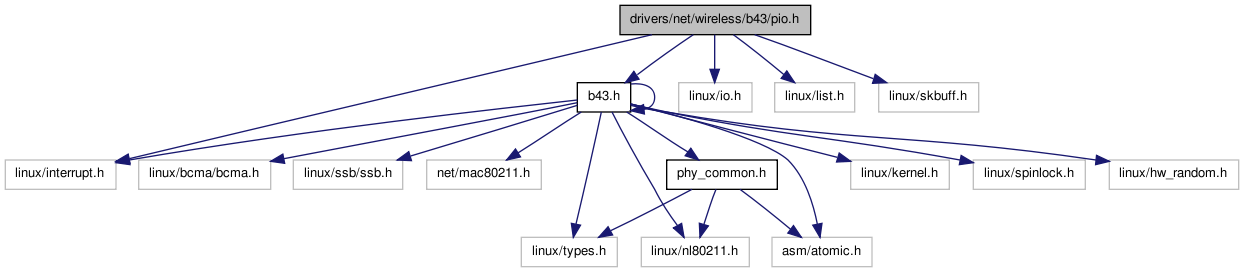 drivers/net/wireless/b43/pio.h
b43.h
linux/io.h
linux/list.h
linux/skbuff.h
linux/interrupt.h
linux/bcma/bcma.h
linux/ssb/ssb.h
net/mac80211.h
phy_common.h
linux/kernel.h
linux/spinlock.h
linux/hw_random.h
linux/types.h
linux/nl80211.h
asm/atomic.h